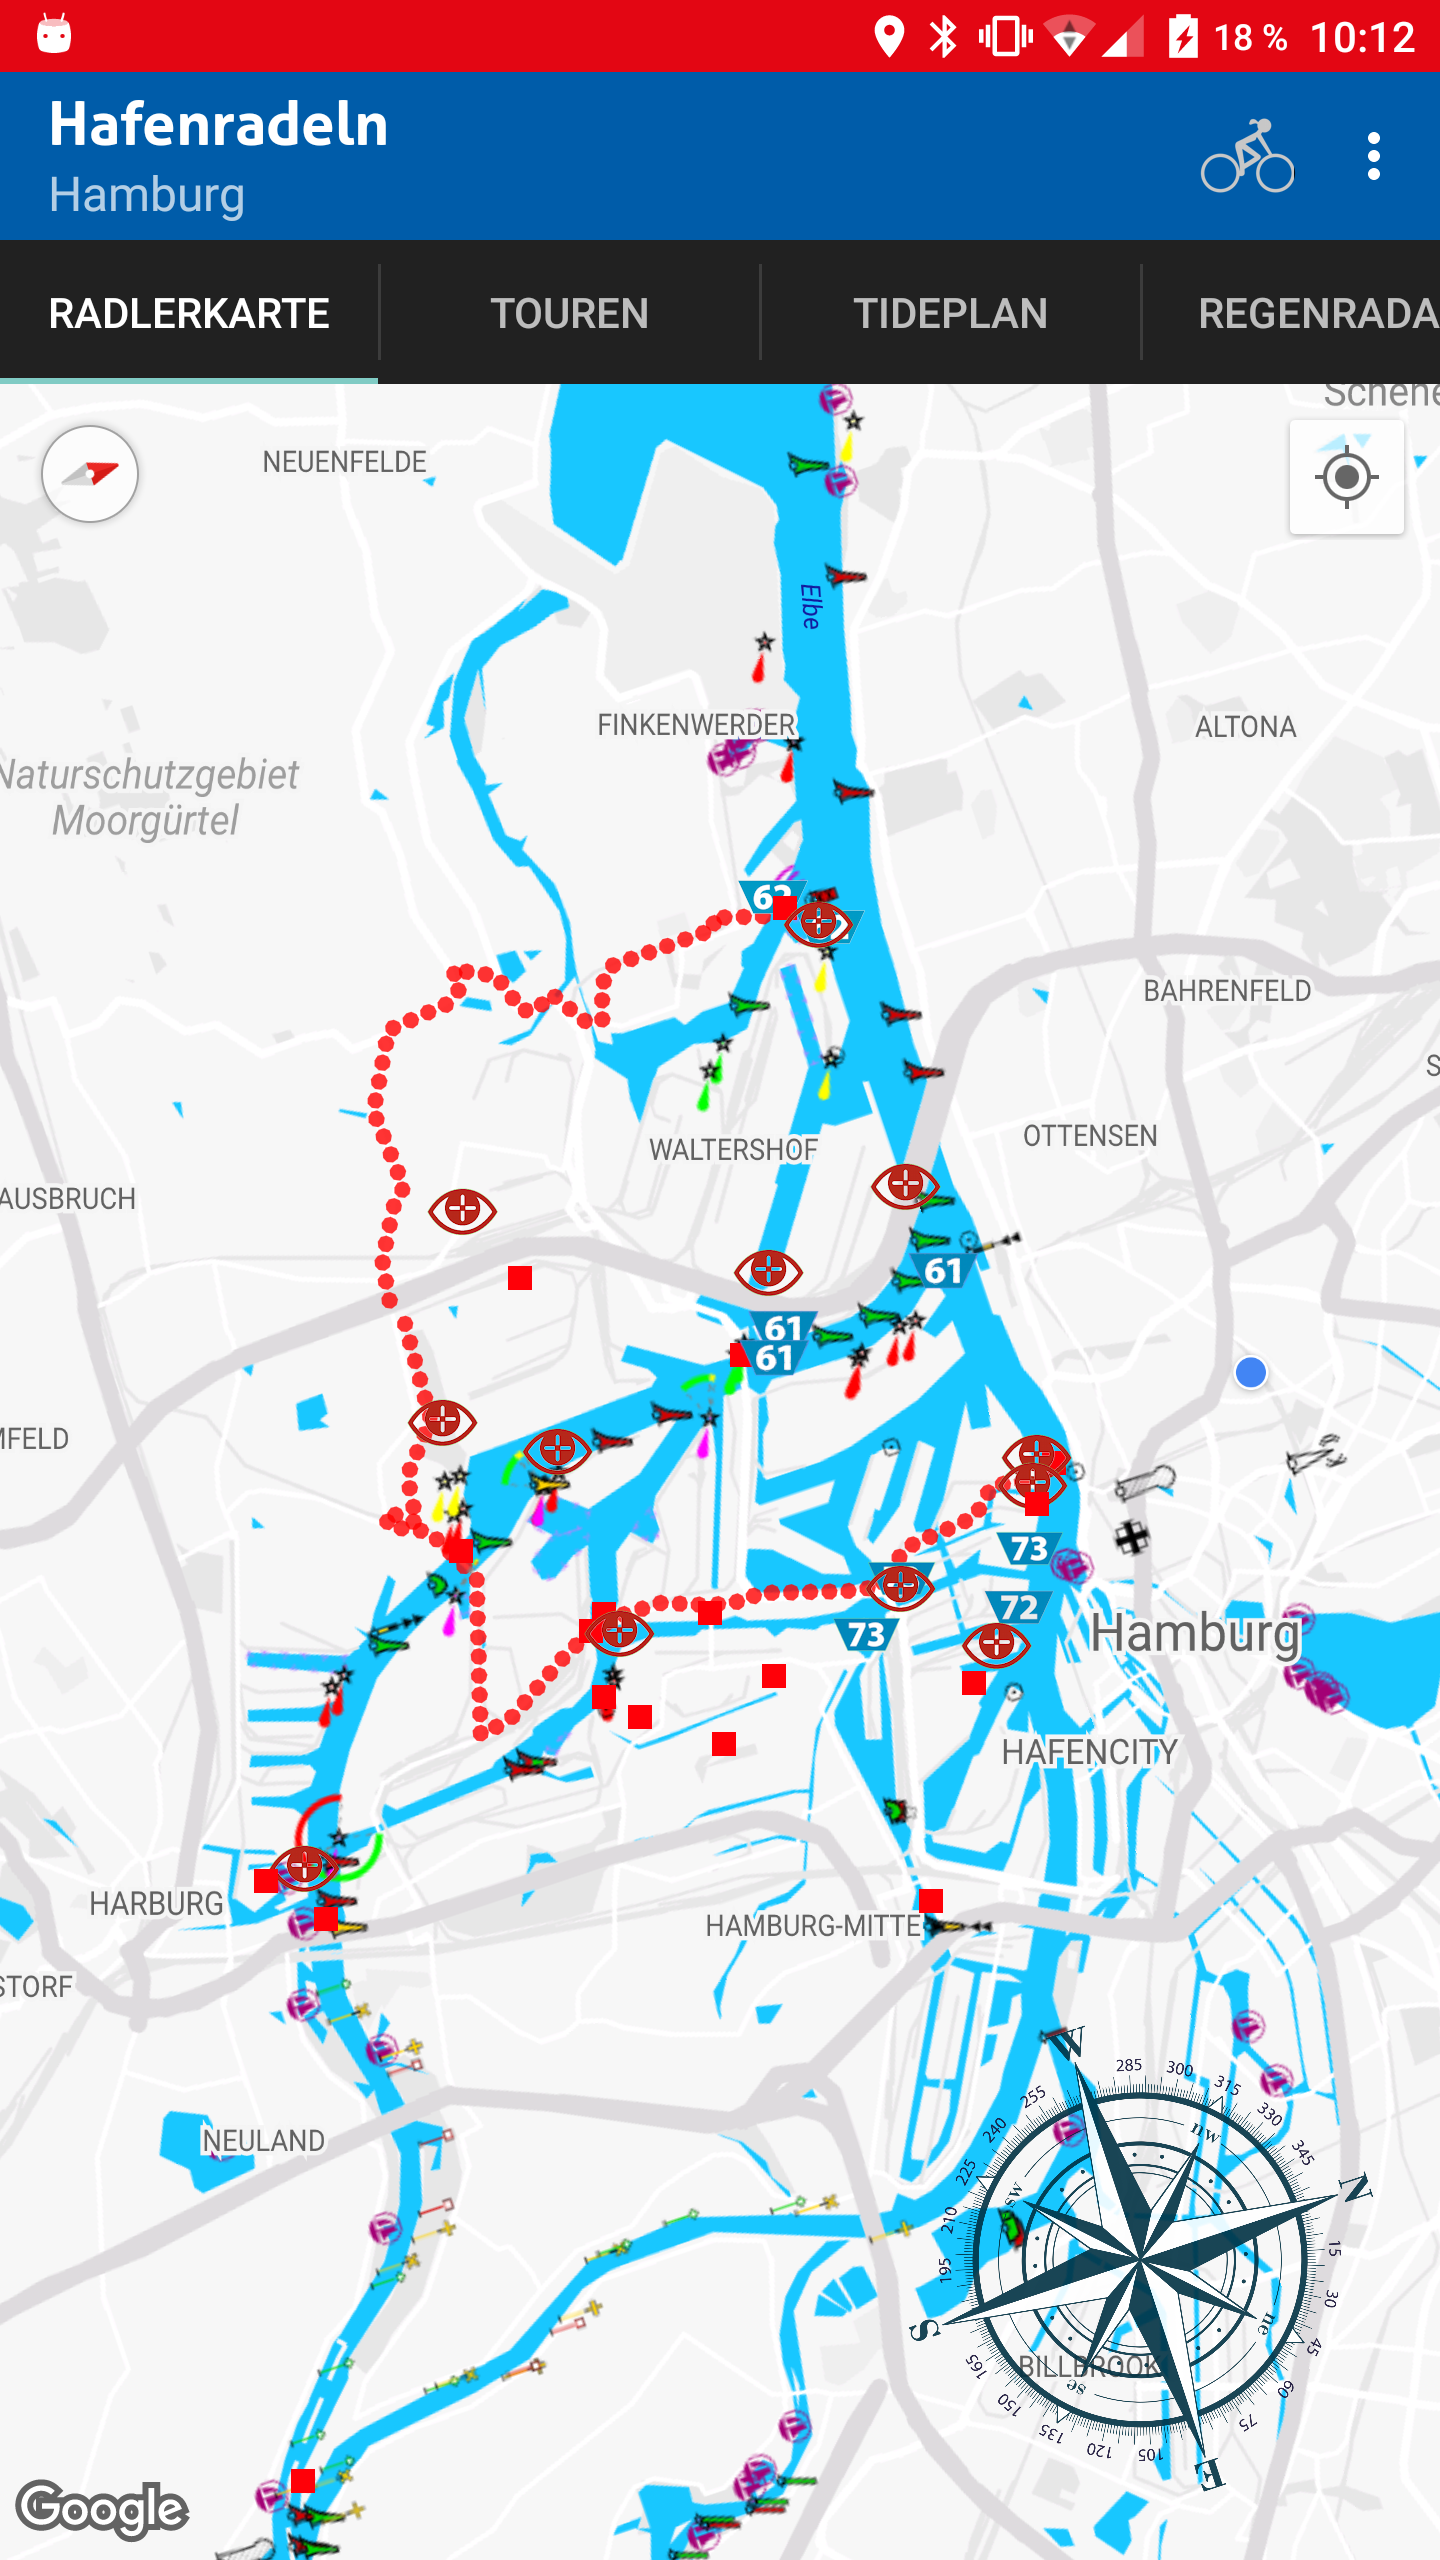 18 % 10:12
Hafenradeln
Hamburg
RADLERKARTE TOUREN TIDEPLAN REGENRADA
Schene
NEUENFELDE
Elbe
FINKENWERDER
ALTONA
Naturschutzgebiet
Moorgürtel
62
BAHRENFELD
WALTERSHOF
OTTENSEN
AUSBRUCH
61
61
61
MFELD
73
72
73
Hamburg
HAFENCITY
HARBURG
HAMBURG-MITTE
STORF
NEULAND
W
285 300 315 330 345
255 240 225 210 195
nw
sw
N
15 30 45 60 75
S
ne
BILLBROOK
se
165 150 135 120 105
E
Google